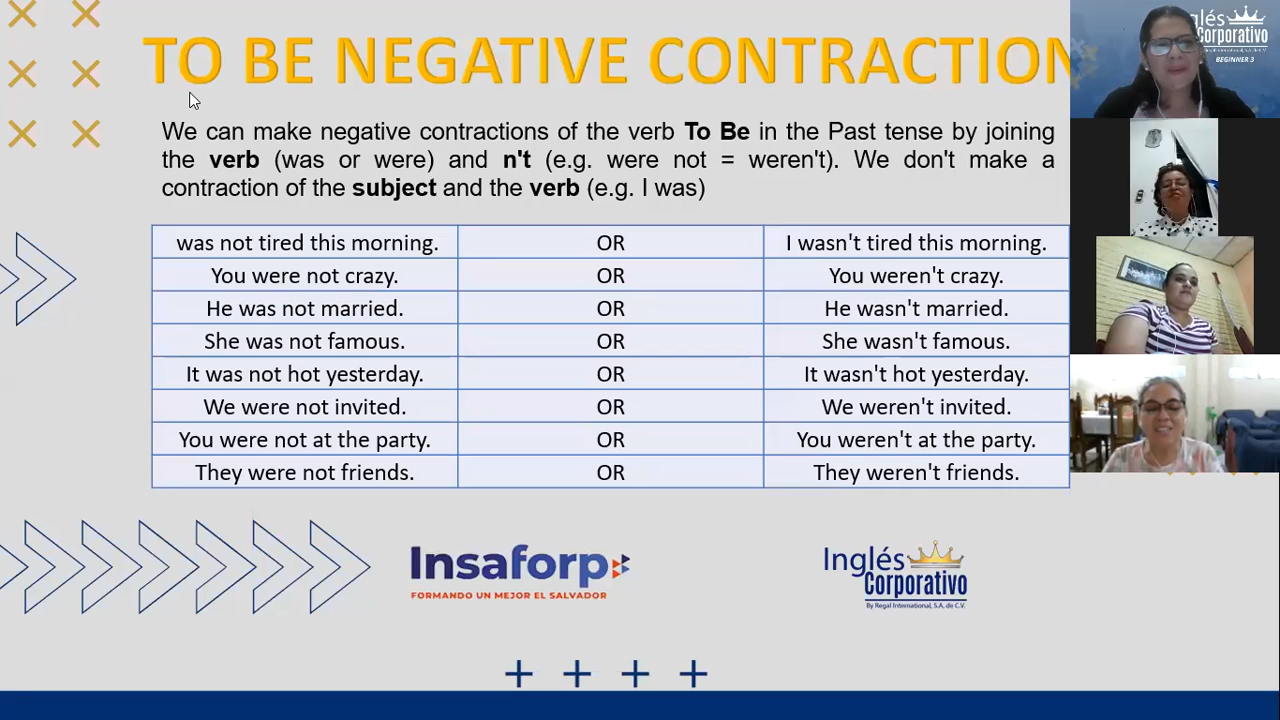 TO BE NEGATIVE CONTRACTION
We can make negative contractions of the verb To Be in the Past tense by joining
the verb (was or were) and n't (e.g. were not = weren't). We don't make a
contraction of the subject and the verb (e.g. I was)
was not tired this morning. OR I wasn't tired this morning.
You were not crazy. OR You weren't crazy.
He was not married. OR He wasn't married.
She was not famous. OR She wasn't famous.
It was not hot yesterday. OR It wasn't hot yesterday.
We were not invited. OR We weren't invited.
You were not at the party. OR You weren't at the party.
They were not friends. OR They weren't friends.
Insaforp
FORMANDO UN MEJOR EL SALVADOR
Inglés
Corporativo
By Regal International, S.A. de C.V.
glés
Corporativo
BEGINNER 3